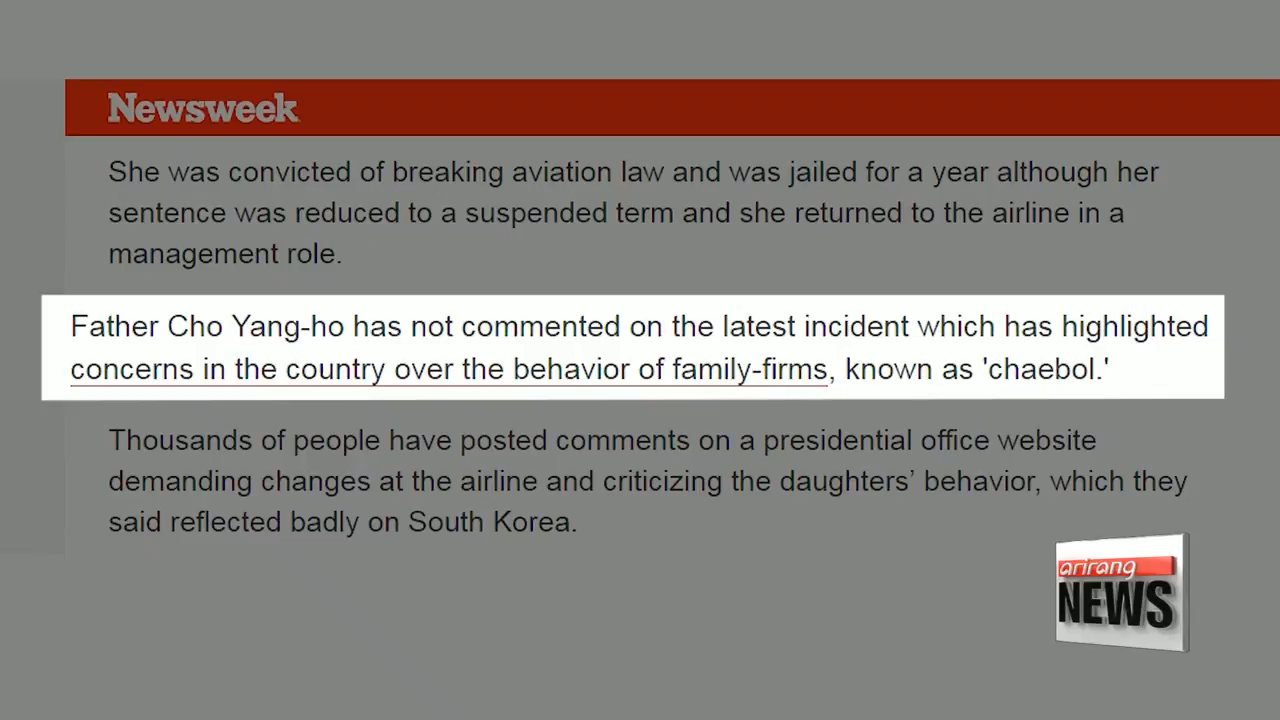 Newsweek
She was convicted of breaking aviation law and was jailed for a year although her
sentence was reduced to a suspended term and she returned to the airline in a
management role.
Father Cho Yang-ho has not commented on the latest incident which has highlighted
concerns in the country over the behavior of family-firms, known as 'chaebol.'
Thousands of people have posted comments on a presidential office website
demanding changes at the airline and criticizing the daughters’ behavior, which they
said reflected badly on South Korea.
arirang
NEWS